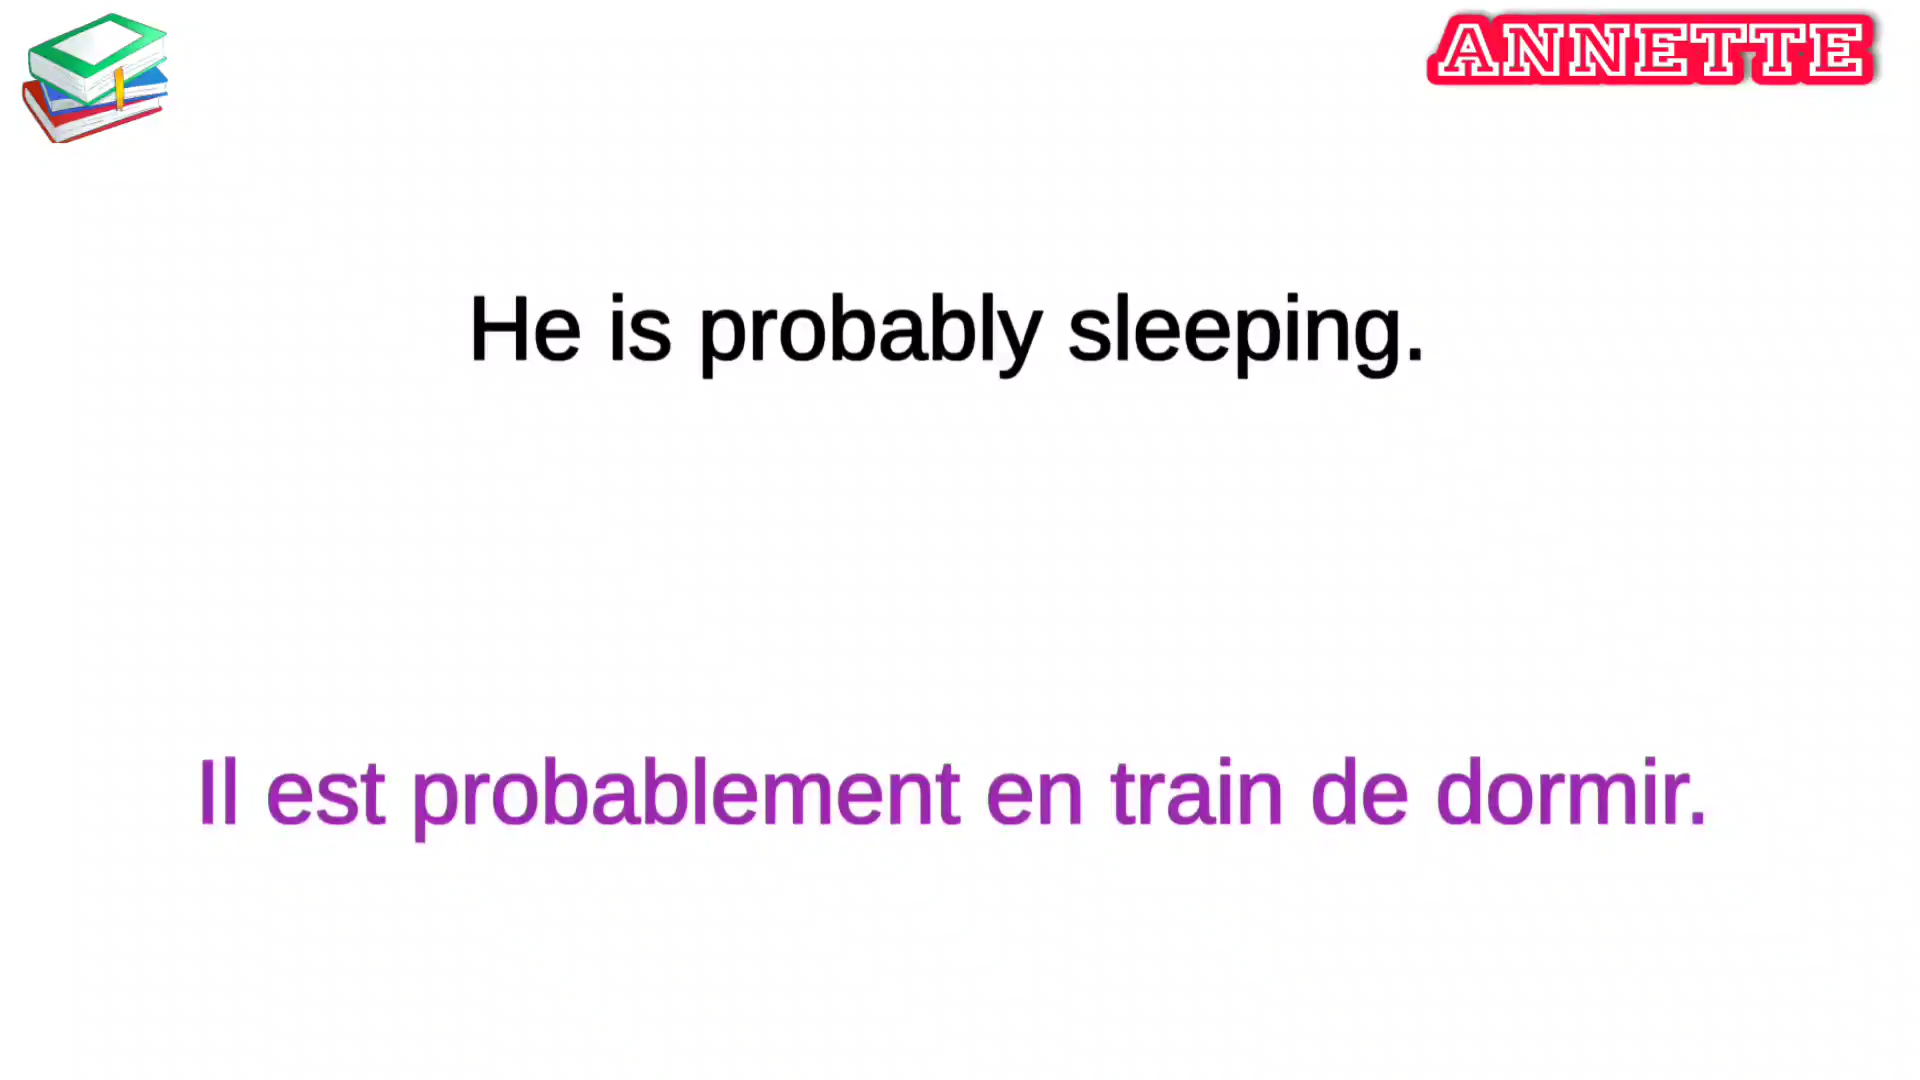 ANNETTE
He is probably sleeping.
Il est probablement en train de dormir.